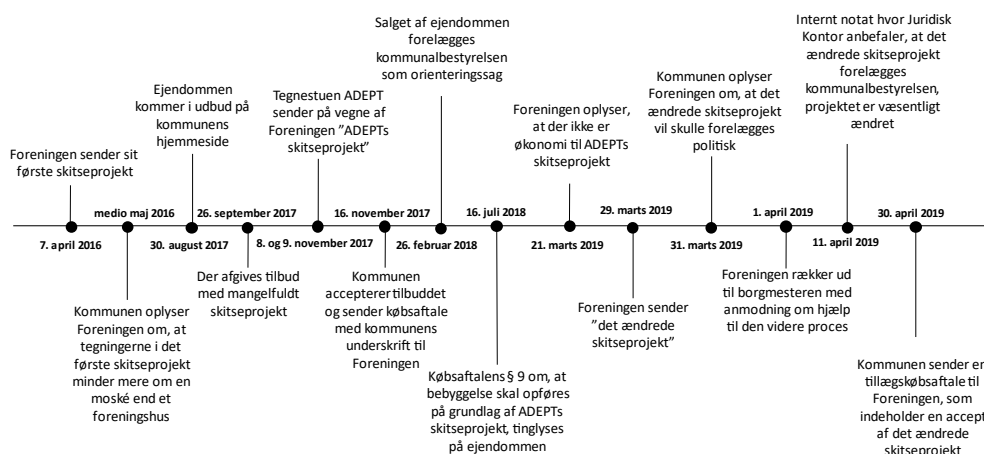 Foreningen sender sit
første skitseprojekt
7. april 2016
medio maj 2016
Kommunen oplyser
Foreningen om, at
tegningerne i det
første skitseprojekt
minder mere om en
moské end et
foreningshus
Ejendommen
kommer i udbud på
kommunens
hjemmeside
30. august 2017
26. september 2017
Der afgives tilbud
med mangelfuldt
skitseprojekt
Tegnestuen ADEPT
sender på vegne af
Foreningen ”ADEPTs
skitseprojekt”
8. og 9. november 2017
16. november 2017
Kommunen
accepterer tilbuddet
og sender købsaftale
med kommunens
underskrift til
Foreningen
Salget af ejendommen
forelægges
kommunalbestyrelsen
som orienteringssag
26. februar 2018
16. juli 2018
Købsaftalens § 9 om, at
bebyggelse skal opføres
på grundlag af ADEPTs
skitseprojekt, tinglyses
på ejendommen
Foreningen oplyser,
at der ikke er
økonomi til ADEPTs
skitseprojekt
21. marts 2019
29. marts 2019
Foreningen sender
”det ændrede
skitseprojekt”
Kommunen oplyser
Foreningen om, at det
ændrede skitseprojekt
vil skulle forelægges
politisk
31. marts 2019
1. april 2019
Foreningen rækker ud
til borgmesteren med
anmodning om hjælp
til den videre proces
Internt notat hvor Juridisk
Kontor anbefaler, at det
ændrede skitseprojekt
forelægges
kommunalbestyrelsen,
projektet er væsentligt
ændret
11. april 2019
30. april 2019
Kommunen sender en
tillægskøbsaftale til
Foreningen, som
indeholder en accept
af det ændrede
skitseprojekt